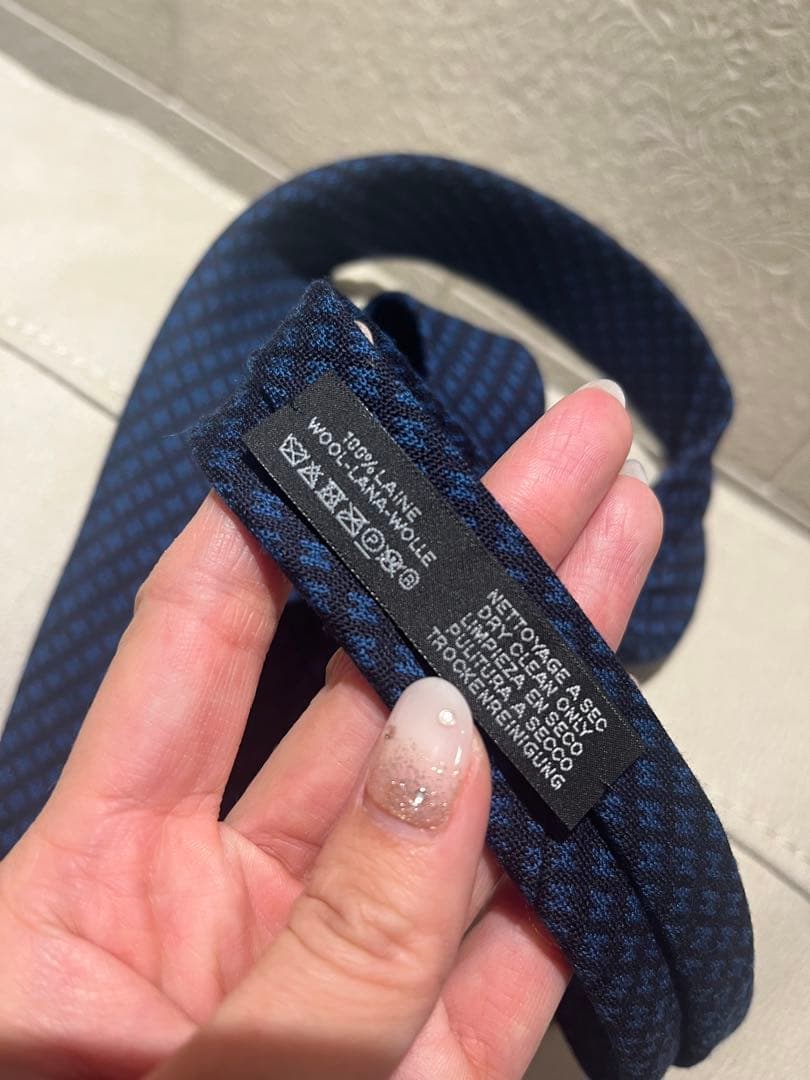 100% LAINE
WOOL-LANA-WOLLE
NETTOYAGE A SEC
DRY CLEAN ONLY
LIMPIEZA EN SECO
PULITURA A SECCO
TROCKENREINIGUNG